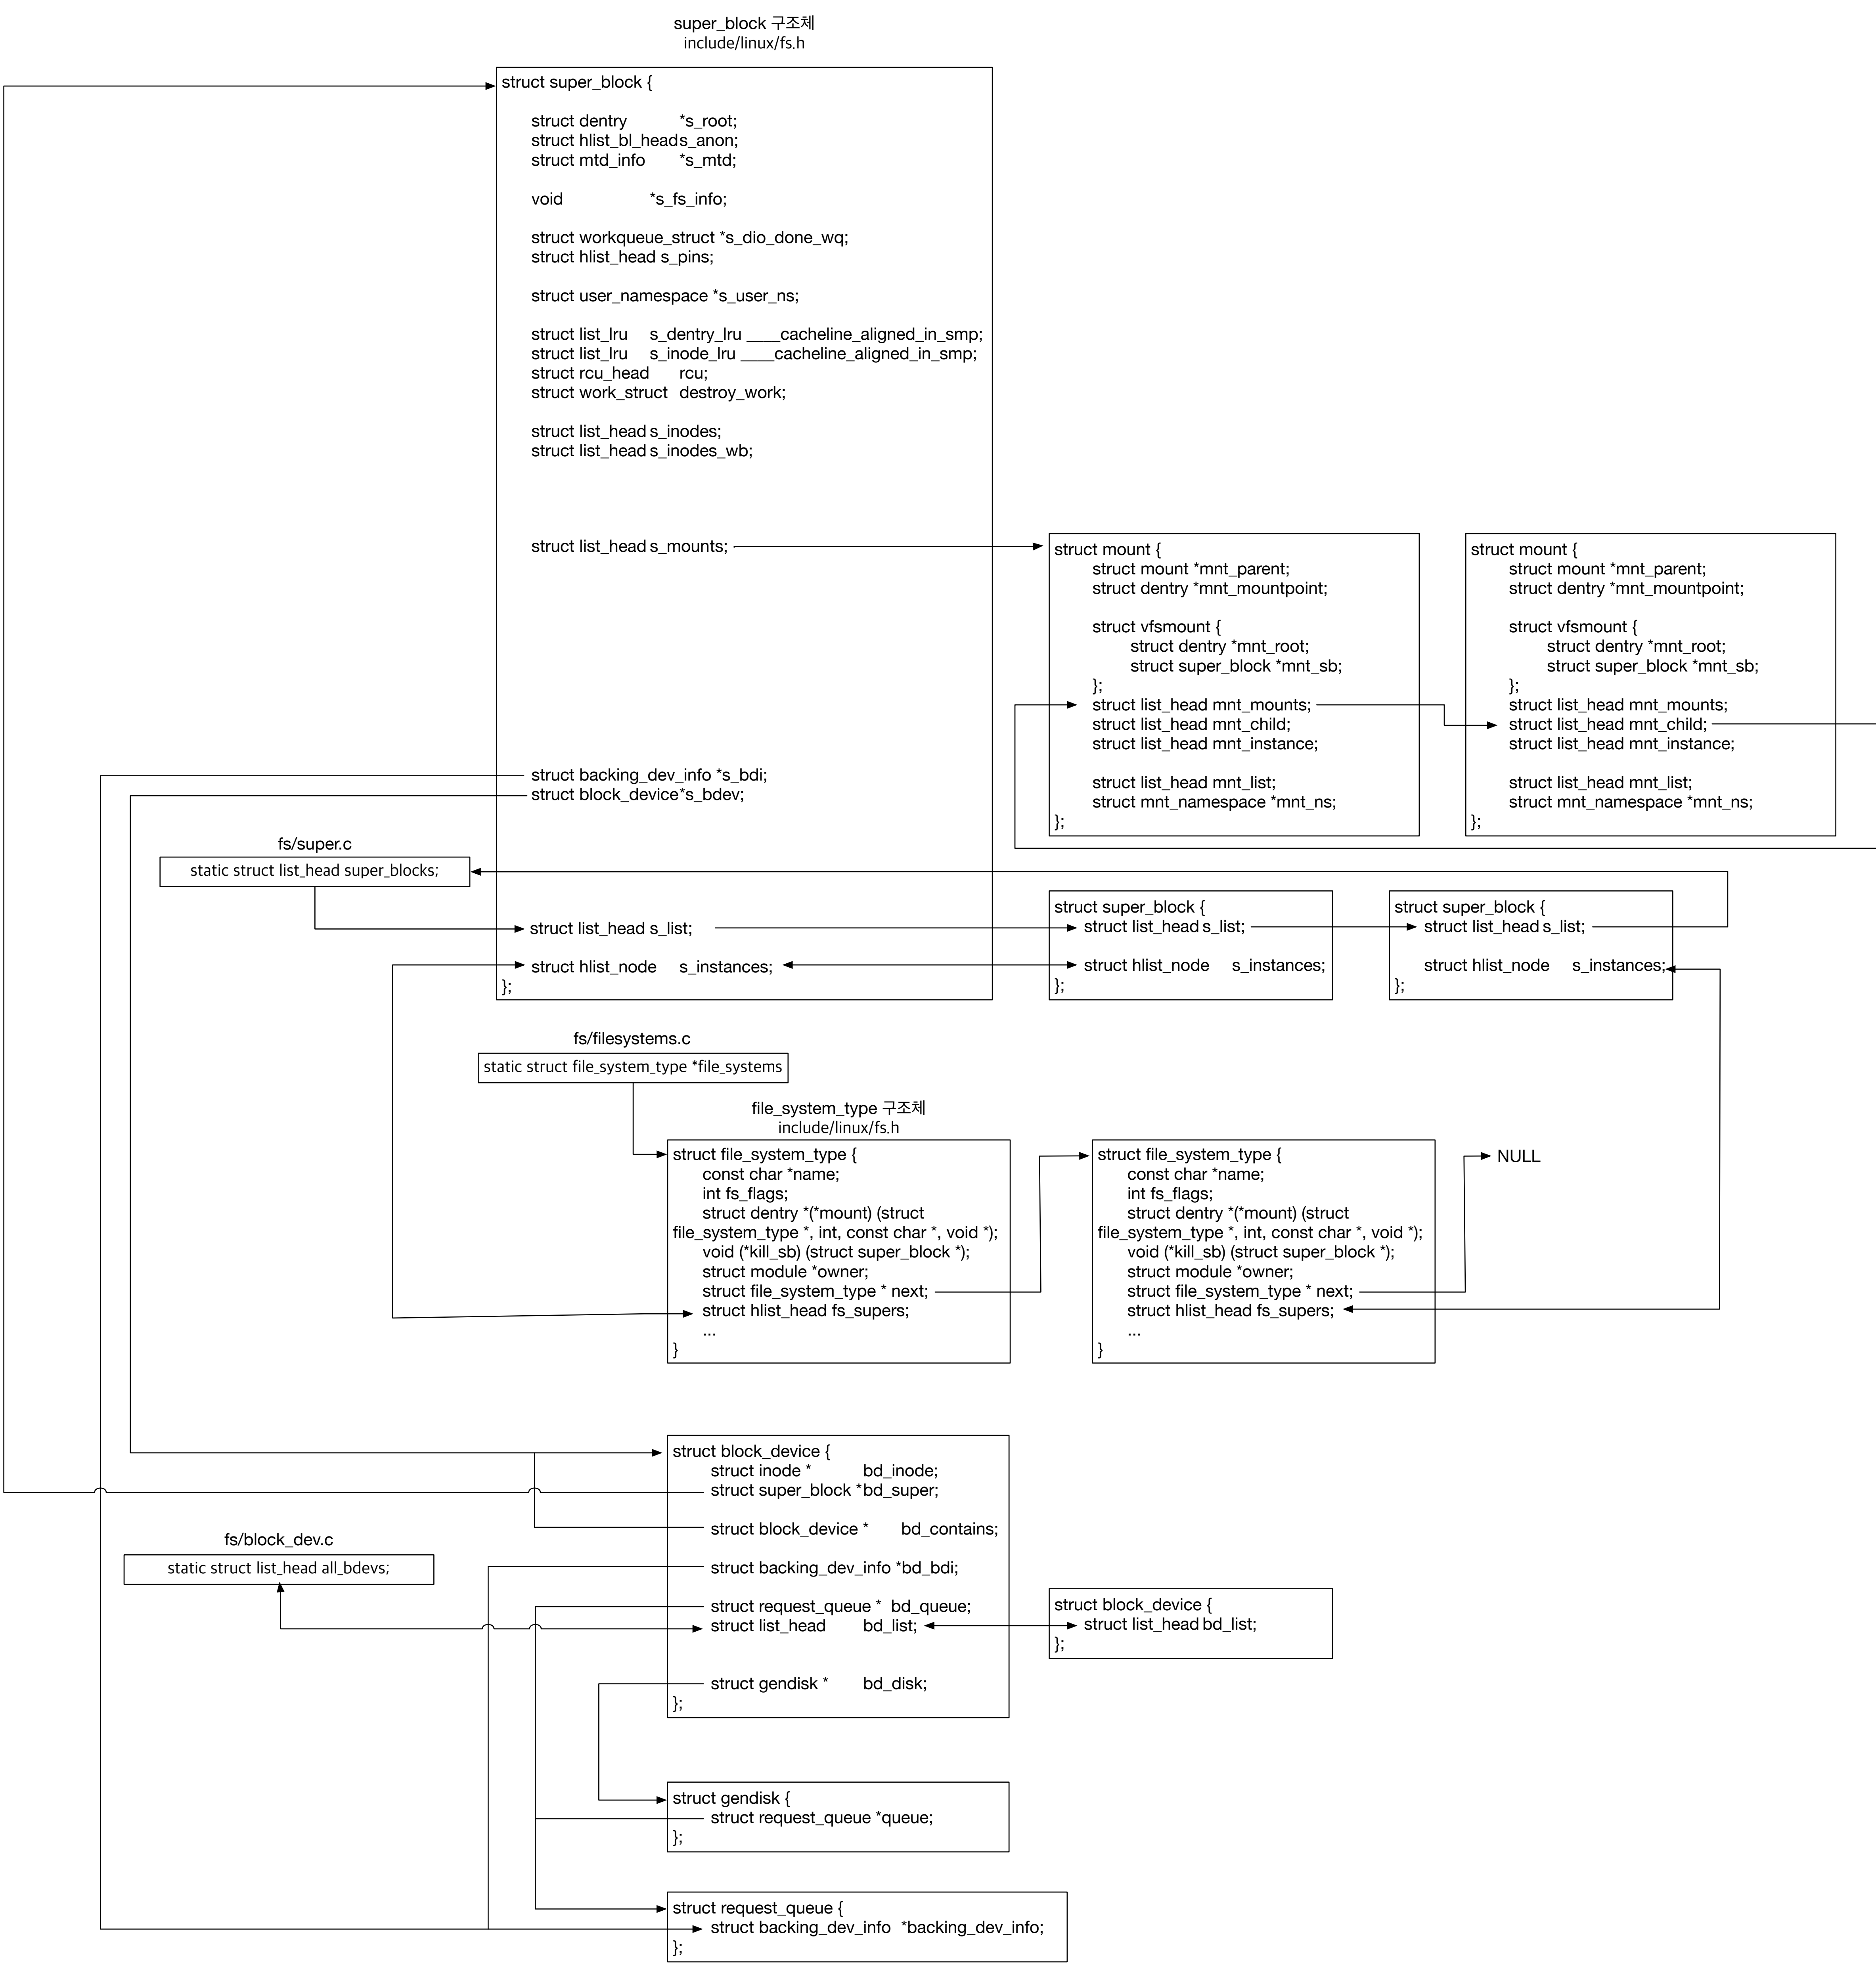 super_block 구조체
include/linux/fs.h
struct super_block {
struct dentry *s_root;
struct hlist_bl_head s_anon;
struct mtd_info *s_mtd;
void *s_fs_info;
struct workqueue_struct *s_dio_done_wq;
struct hlist_head s_pins;
struct user_namespace *s_user_ns;
struct list_lru s_dentry_lru ____cacheline_aligned_in_smp;
struct list_lru s_inode_lru ____cacheline_aligned_in_smp;
struct rcu_head rcu;
struct work_struct destroy_work;
struct list_head s_inodes;
struct list_head s_inodes_wb;
struct list_head s_mounts;
struct backing_dev_info *s_bdi;
struct block_device *s_bdev;
struct list_head s_list;
struct hlist_node s_instances;
};
struct mount {
struct mount *mnt_parent;
struct dentry *mnt_mountpoint;
struct vfsmount {
struct dentry *mnt_root;
struct super_block *mnt_sb;
};
struct list_head mnt_mounts;
struct list_head mnt_child;
struct list_head mnt_instance;
struct list_head mnt_list;
struct mnt_namespace *mnt_ns;
};
struct mount {
struct mount *mnt_parent;
struct dentry *mnt_mountpoint;
struct vfsmount {
struct dentry *mnt_root;
struct super_block *mnt_sb;
};
struct list_head mnt_mounts;
struct list_head mnt_child;
struct list_head mnt_instance;
struct list_head mnt_list;
struct mnt_namespace *mnt_ns;
};
fs/super.c
static struct list_head super_blocks;
struct super_block {
struct list_head s_list;
struct hlist_node s_instances;
};
struct super_block {
struct list_head s_list;
struct hlist_node s_instances;
};
fs/filesystems.c
static struct file_system_type *file_systems
file_system_type 구조체
include/linux/fs.h
struct file_system_type {
const char *name;
int fs_flags;
struct dentry *(*mount) (struct
file_system_type *, int, const char *, void *);
void (*kill_sb) (struct super_block *);
struct module *owner;
struct file_system_type * next;
struct hlist_head fs_supers;
...
}
struct file_system_type {
const char *name;
int fs_flags;
struct dentry *(*mount) (struct
file_system_type *, int, const char *, void *);
void (*kill_sb) (struct super_block *);
struct module *owner;
struct file_system_type * next;
struct hlist_head fs_supers;
...
}
NULL
struct block_device {
struct inode * bd_inode;
struct super_block *bd_super;
struct block_device * bd_contains;
struct backing_dev_info *bd_bdi;
struct request_queue * bd_queue;
struct list_head bd_list;
struct gendisk * bd_disk;
};
fs/block_dev.c
static struct list_head all_bdevs;
struct block_device {
struct list_head bd_list;
};
struct gendisk {
struct request_queue *queue;
};
struct request_queue {
struct backing_dev_info *backing_dev_info;
};